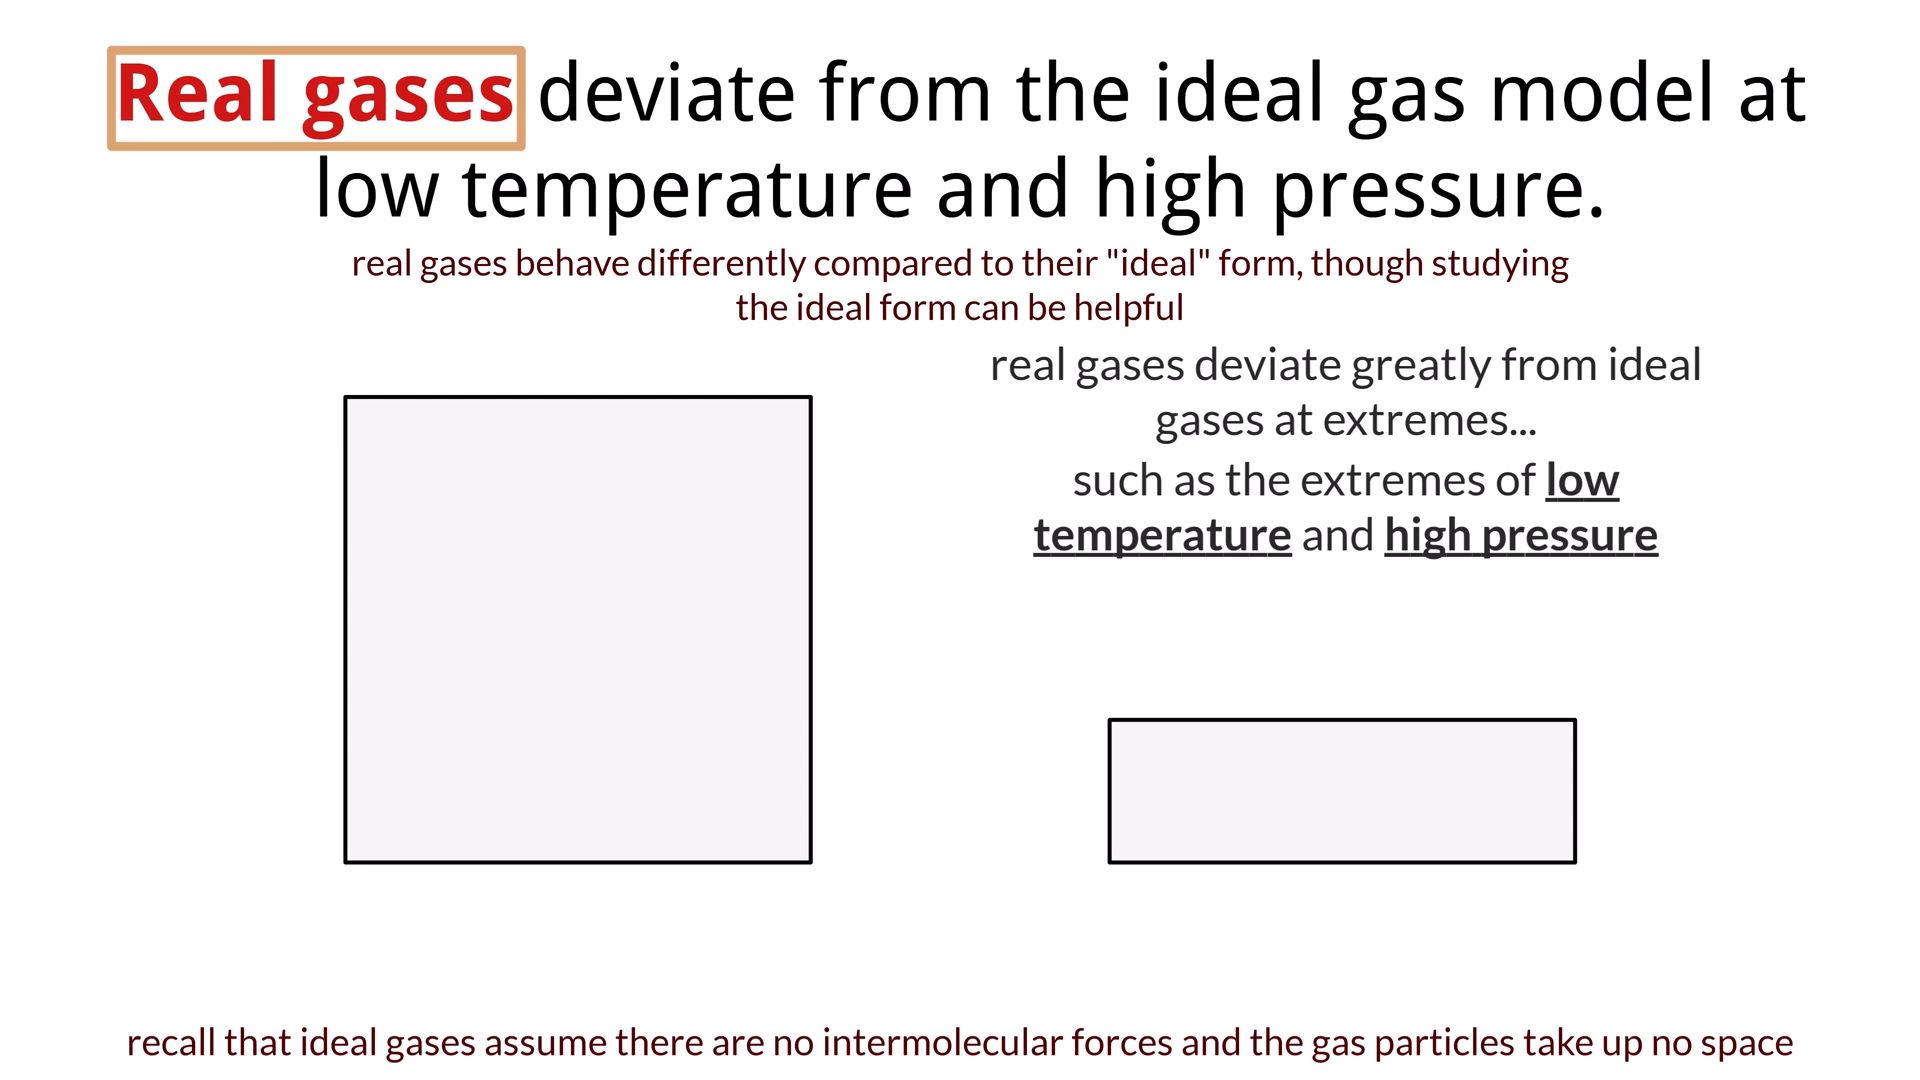 Real gases deviate from the ideal gas model at
low temperature and high pressure.
real gases behave differently compared to their "ideal" form, though studying
the ideal form can be helpful
real gases deviate greatly from ideal
gases at extremes...
such as the extremes of low
temperature and high pressure
recall that ideal gases assume there are no intermolecular forces and the gas particles take up no space